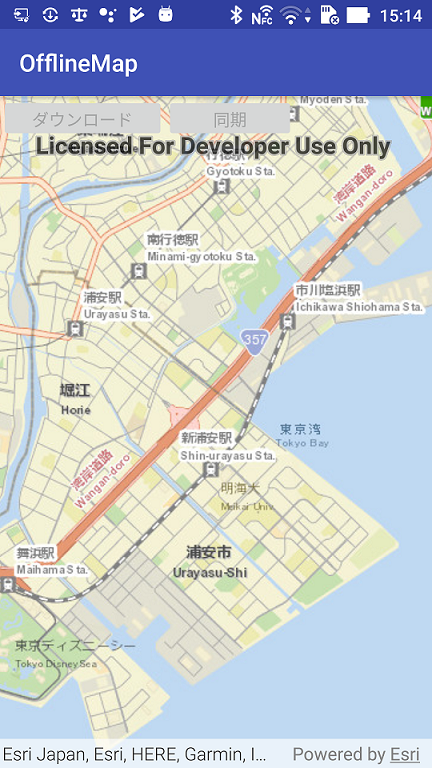 NFC
15:14
OfflineMap
Myoden Sta.
ダウンロード
同期
Licensed For Developer Use Only
Gyotoku Sta.
湾岸道路
Wangan-doro
南行徳駅
Minami-gyotoku Sta.
浦安駅
Urayasu Sta.
市川塩浜駅
Ichikawa Shiohama Sta.
357
堀江
Horie
東京湾
Tokyo Bay
新浦安駅
Shin-urayasu Sta.
湾岸道路
Wangan-doro
明海大
Meikai Univ.
舞浜駅
Maihama Sta.
浦安市
Urayasu-Shi
東京ディズニーシー
Tokyo DisneySea
Esri Japan, Esri, HERE, Garmin, I...
Powered by Esri